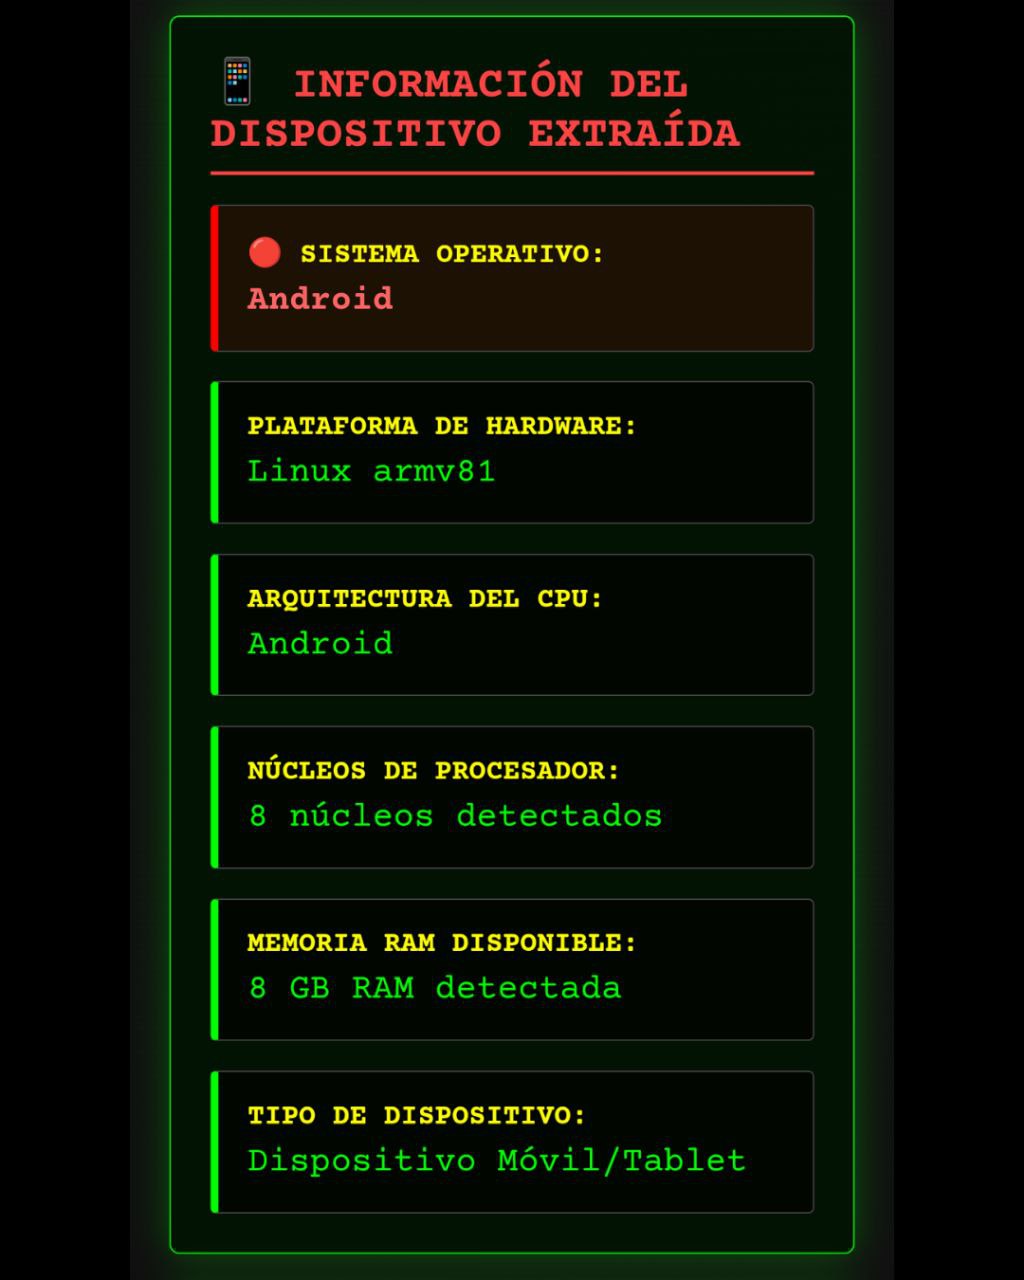 INFORMACIÓN DEL
DISPOSITIVO EXTRAÍDA
SISTEMA OPERATIVO:
Android
PLATAFORMA DE HARDWARE:
Linux armv81
ARQUITECTURA DEL CPU:
Android
NÚCLEOS DE PROCESADOR:
8 núcleos detectados
MEMORIA RAM DISPONIBLE:
8 GB RAM detectada
TIPO DE DISPOSITIVO:
Dispositivo Móvil/Tablet